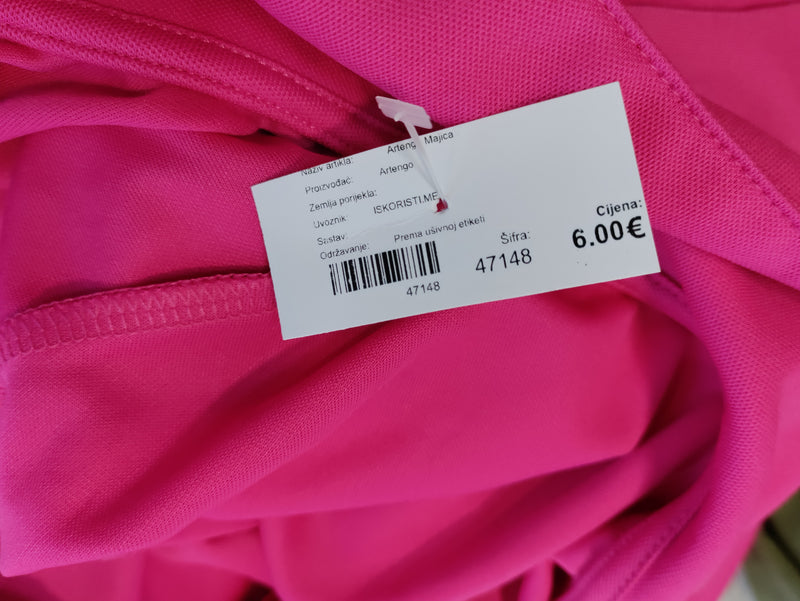 Naziv artikla: Artengo Majica
Proizvođač: Artengo
Zemlja porijekla:
Uvoznik: ISKORISTI.ME
Sastav:
Održavanje: Prema ušivnoj etiketi
47148
Šifra:
47148
Cijena:
6.00€